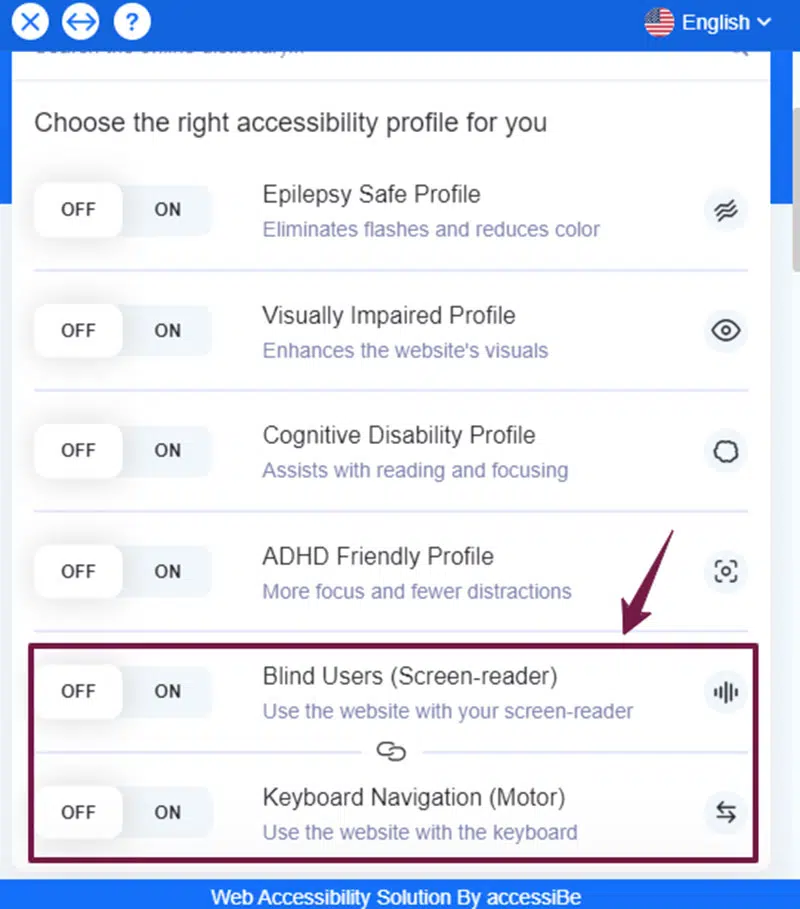 ?
English
Choose the right accessibility profile for you
OFF ON
Epilepsy Safe Profile
Eliminates flashes and reduces color
OFF ON
Visually Impaired Profile
Enhances the website's visuals
OFF ON
Cognitive Disability Profile
Assists with reading and focusing
OFF ON
ADHD Friendly Profile
More focus and fewer distractions
OFF ON
Blind Users (Screen-reader)
Use the website with your screen-reader
OFF ON
Keyboard Navigation (Motor)
Use the website with the keyboard
Web Accessibility Solution By accessiBe